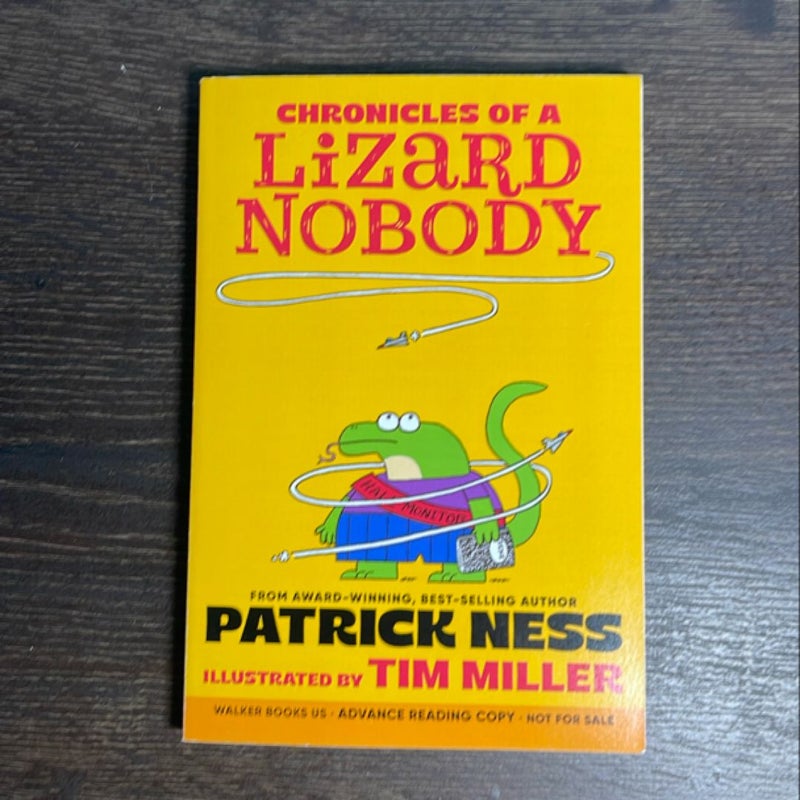 CHRONICLES OF A
LiZaRD
NOBODY
HALL MONITOR
FROM AWARD-WINNING, BEST-SELLING AUTHOR
PATRICK NESS
ILLUSTRATED BY TIM MILLER
WALKER BOOKS US · ADVANCE READING COPY · NOT FOR SALE